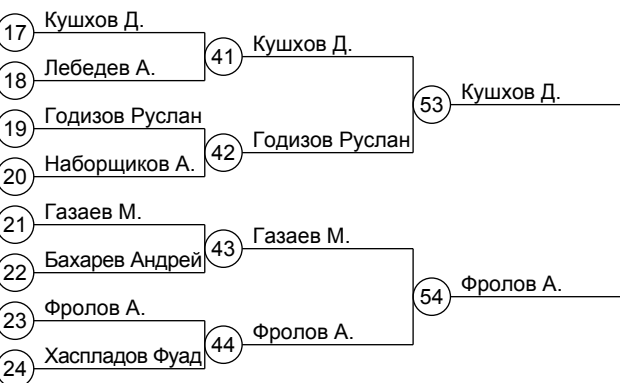 17 Кушхов Д.
18 Лебедев А.
41 Кушхов Д.
19 Годизов Руслан
20 Наборщиков А.
42 Годизов Руслан
53 Кушхов Д.
21 Газаев М.
22 Бахарев Андрей
43 Газаев М.
23 Фролов А.
24 Хаспладов Фуад
44 Фролов А.
54 Фролов А.